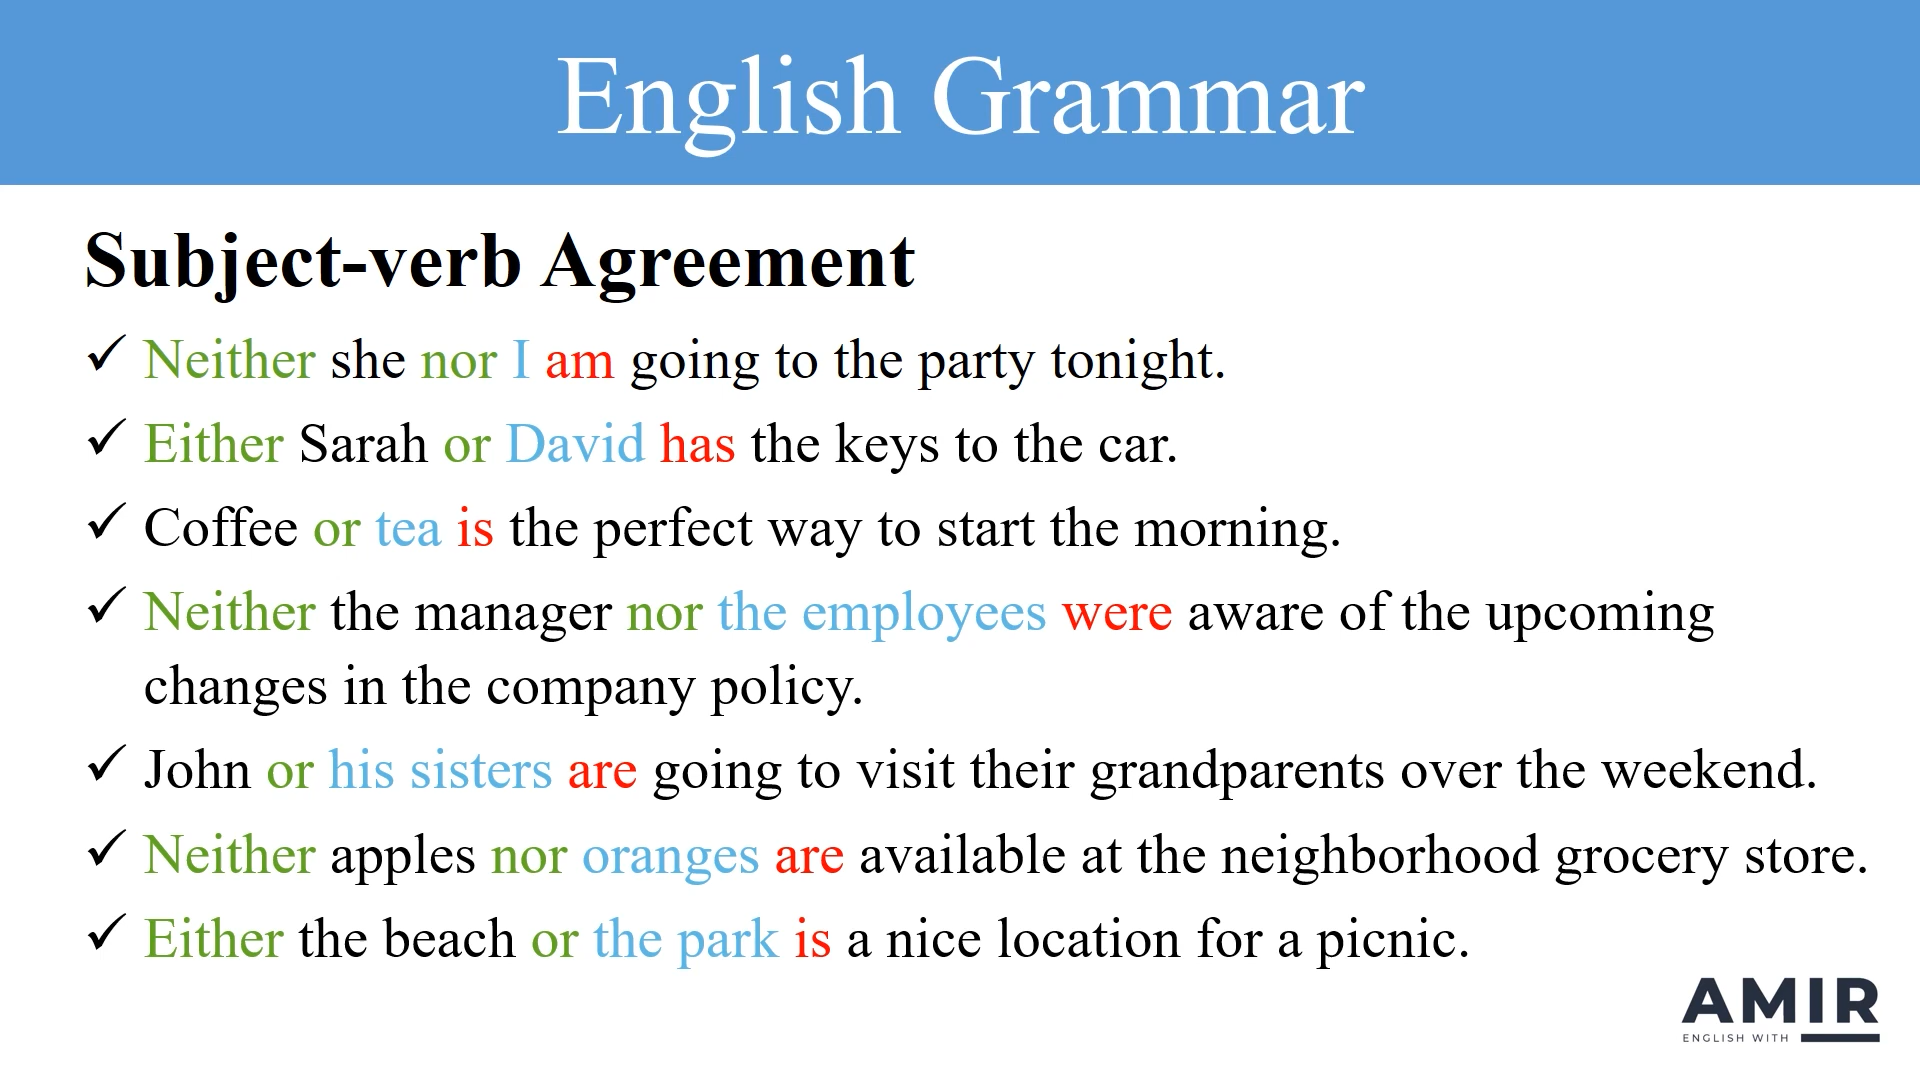 English Grammar
Subject-verb Agreement
✓ Neither she nor I am going to the party tonight.
✓ Either Sarah or David has the keys to the car.
✓ Coffee or tea is the perfect way to start the morning.
✓ Neither the manager nor the employees were aware of the upcoming
changes in the company policy.
✓ John or his sisters are going to visit their grandparents over the weekend.
✓ Neither apples nor oranges are available at the neighborhood grocery store.
✓ Either the beach or the park is a nice location for a picnic.
AMIR
ENGLISH WITH